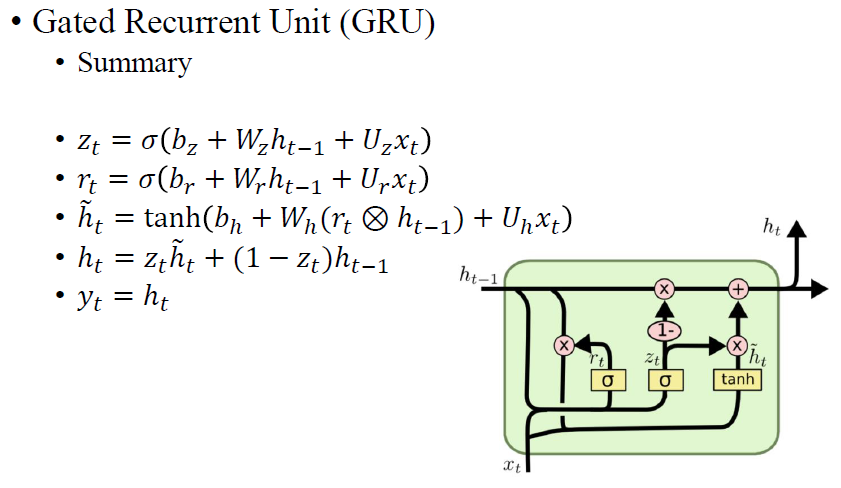 • Gated Recurrent Unit (GRU)
• Summary
• z_t = σ(b_z + W_z h_{t−1} + U_z x_t)
• r_t = σ(b_r + W_r h_{t−1} + U_r x_t)
• h̃_t = tanh(b_h + W_h(r_t ⊗ h_{t−1}) + U_h x_t)
• h_t = z_t h̃_t + (1 − z_t)h_{t−1}
• y_t = h_t
h_t
h_{t−1}
x +
1-
x r_t z_t x h̃_t
σ σ tanh
x_t